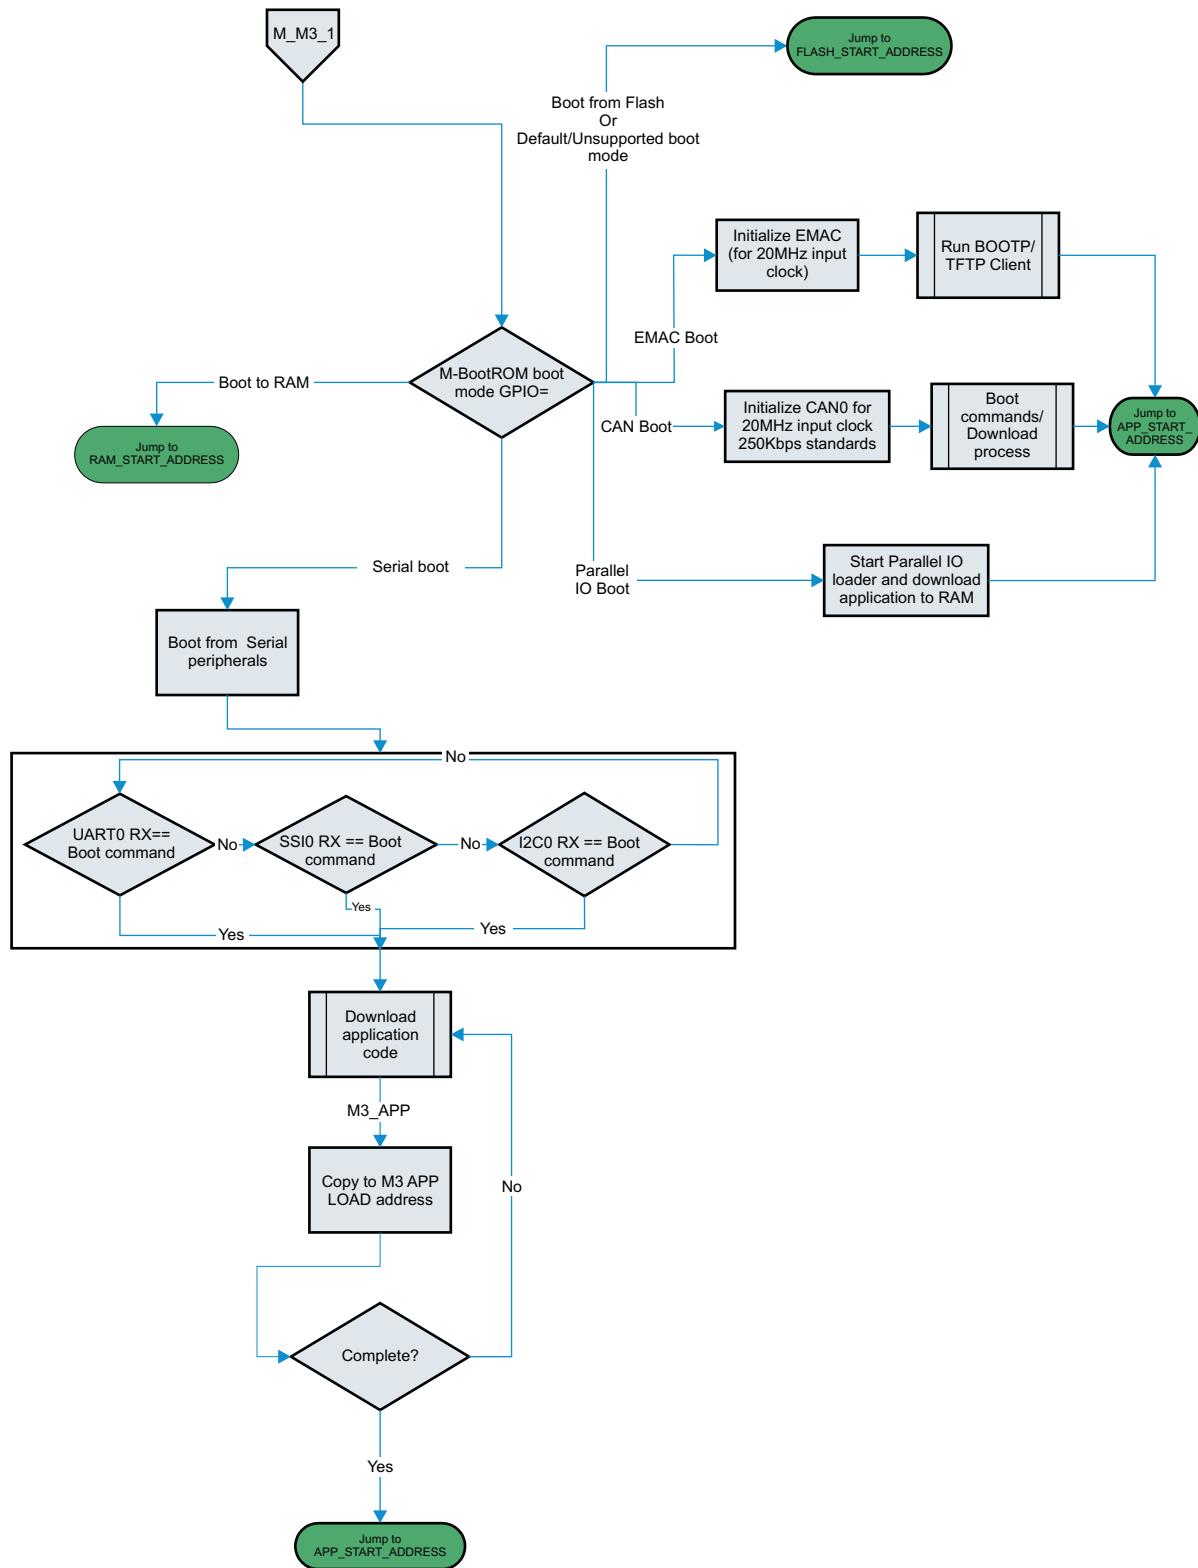 M_M3_1
Jump to
FLASH_START_ADDRESS
Boot from Flash
Or
Default/Unsupported boot
mode
Initialize EMAC
(for 20MHz input
clock)
Run BOOTP/
TFTP Client
EMAC Boot
M-BootROM boot
mode GPIO=
Boot to RAM
Jump to
RAM_START_ADDRESS
CAN Boot
Initialize CAN0 for
20MHz input clock
250Kbps standards
Boot
commands/
Download
process
Jump to
APP_START_
ADDRESS
Serial boot
Parallel
IO Boot
Start Parallel IO
loader and download
application to RAM
Boot from  Serial
peripherals
No
UART0 RX==
Boot command
No
SSI0 RX == Boot
command
No
I2C0 RX == Boot
command
Yes
Yes
Yes
Download
application
code
M3_APP
Copy to M3 APP
LOAD address
No
Complete?
Yes
Jump to
APP_START_ADDRESS